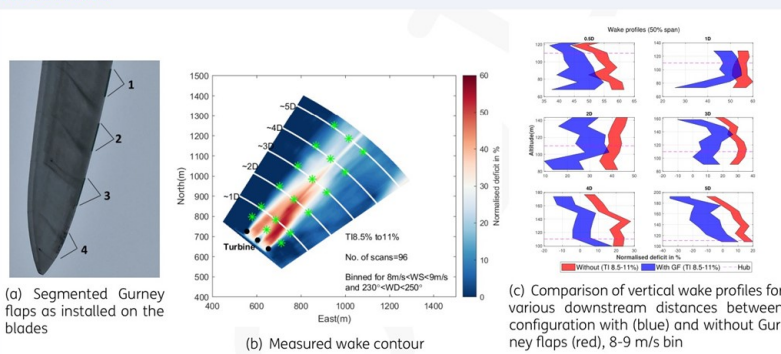 1
2
3
4
(a) Segmented Gurney
flaps as installed on the
blades
1500
1400
1300
1200
1100
1000
900
800
700
600
500
400
North(m)
400 600 800 1000 1200 1400
East(m)
~5D
~4D
~3D
~2D
~1D
Turbine
TI8.5% to11%
No. of scans=96
Binned for 8m/s<WS<9m/s
and 230°<WD<250°
60
50
40
30
20
10
0
Normalised deficit in %
(b) Measured wake contour
Wake profiles (50% span)
0.5D 1D
2D 3D
4D 5D
Altitude(m)
Normalised deficit in %
Without (TI 8.5-11%) With GF (TI 8.5-11%) Hub
(c) Comparison of vertical wake profiles for
various downstream distances between
configuration with (blue) and without Gur
ney flaps (red), 8-9 m/s bin